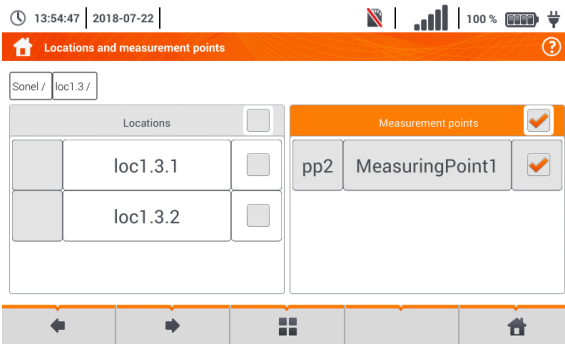 13:54:47 2018-07-22 100 %
Locations and measurement points ?
Sonel / loc1.3 /
Locations Measurement points
loc1.3.1 pp2 MeasuringPoint1
loc1.3.2